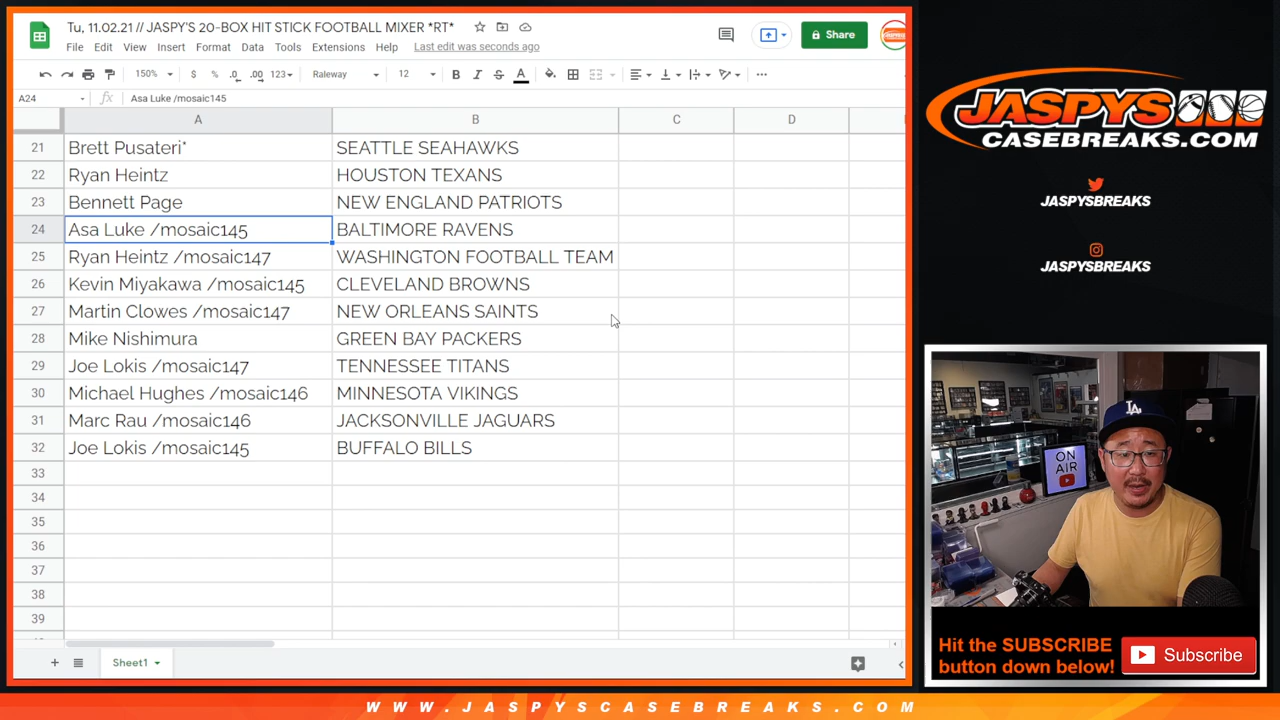 Tu, 11.02.21 // JASPY'S 20-BOX HIT STICK FOOTBALL MIXER *RT*
File Edit View Insert Format Data Tools Extensions Help Last edit was seconds ago
Share
150% $ % .0 .00 123 Raleway 12 B I S A
A24 fx Asa Luke /mosaic145
A B C D
21 Brett Pusateri* SEATTLE SEAHAWKS
22 Ryan Heintz HOUSTON TEXANS
23 Bennett Page NEW ENGLAND PATRIOTS
24 Asa Luke /mosaic145 BALTIMORE RAVENS
25 Ryan Heintz /mosaic147 WASHINGTON FOOTBALL TEAM
26 Kevin Miyakawa /mosaic145 CLEVELAND BROWNS
27 Martin Clowes /mosaic147 NEW ORLEANS SAINTS
28 Mike Nishimura GREEN BAY PACKERS
29 Joe Lokis /mosaic147 TENNESSEE TITANS
30 Michael Hughes /mosaic146 MINNESOTA VIKINGS
31 Marc Rau /mosaic146 JACKSONVILLE JAGUARS
32 Joe Lokis /mosaic145 BUFFALO BILLS
33
34
35
36
37
38
39
Sheet1
JASPYS
CASEBREAKS.COM
JASPYSBREAKS
JASPYSBREAKS
ON
AIR
LA
Hit the SUBSCRIBE
button down below!
Subscribe
WWW.JASPYSCASEBREAKS.COM